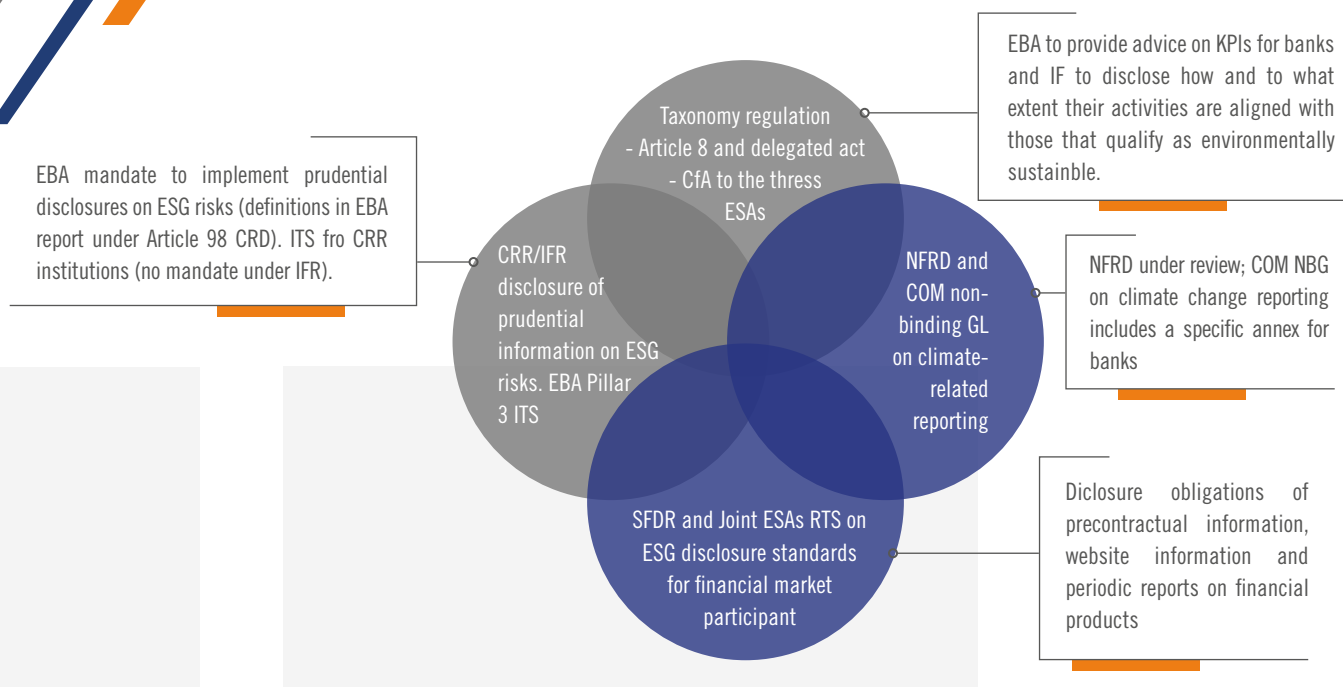 EBA to provide advice on KPIs for banks
and IF to disclose how and to what
extent their activities are aligned with
those that qualify as environmentally
sustainble.
Taxonomy regulation
- Article 8 and delegated act
- CfA to the thress
ESAs
EBA mandate to implement prudential
disclosures on ESG risks (definitions in EBA
report under Article 98 CRD). ITS fro CRR
institutions (no mandate under IFR).
CRR/IFR
disclosure of
prudential
information on ESG
risks. EBA Pillar
3 ITS
NFRD and
COM non-
binding GL
on climate-
related
reporting
NFRD under review; COM NBG
on climate change reporting
includes a specific annex for
banks
SFDR and Joint ESAs RTS on
ESG disclosure standards
for financial market
participant
Diclosure obligations of
precontractual information,
website information and
periodic reports on financial
products